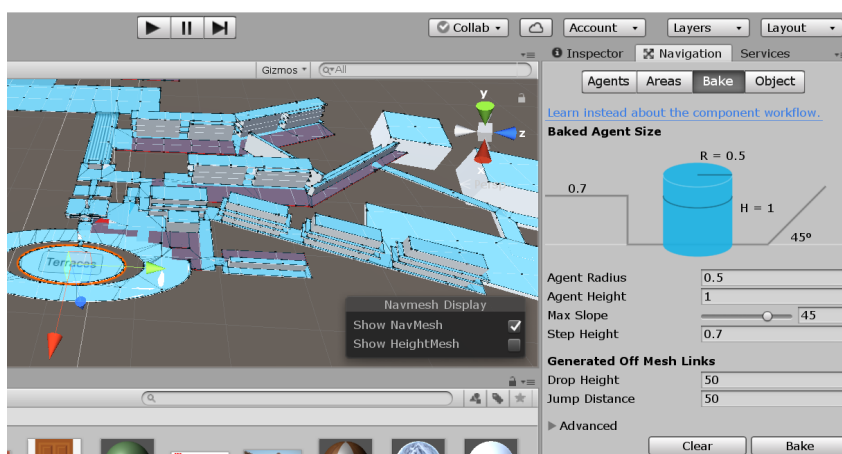 Collab Account Layers Layout
Inspector Navigation Services
Gizmos All
Agents Areas Bake Object
Learn instead about the component workflow.
Baked Agent Size
R = 0.5
0.7
H = 1
45º
y
z
x
Terraces
Agent Radius 0.5
Agent Height 1
Max Slope 45
Step Height 0.7
Navmesh Display
Show NavMesh
Show HeightMesh
Generated Off Mesh Links
Drop Height 50
Jump Distance 50
Advanced
Clear Bake